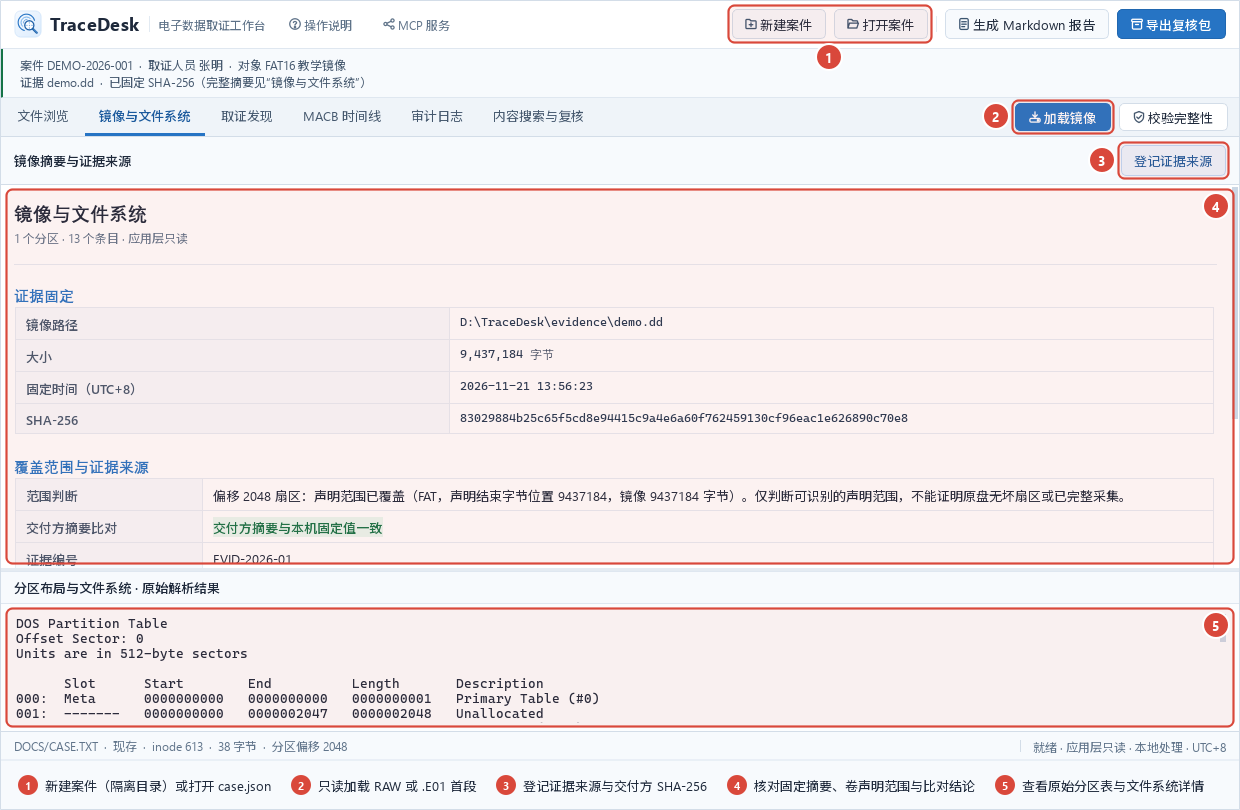 TraceDesk 电子数据取证工作台 操作说明 MCP 服务 新建案件 打开案件 生成 Markdown 报告 导出复核包
1
案件 DEMO-2026-001 · 取证人员 张明 · 对象 FAT16 教学镜像
证据 demo.dd · 已固定 SHA-256（完整摘要见“镜像与文件系统”）
文件浏览 镜像与文件系统 取证发现 MACB 时间线 审计日志 内容搜索与复核 2 加载镜像 校验完整性
镜像摘要与证据来源 3 登记证据来源
镜像与文件系统 4
1 个分区 · 13 个条目 · 应用层只读
证据固定
镜像路径 D:\TraceDesk\evidence\demo.dd
大小 9,437,184 字节
固定时间（UTC+8） 2026-11-21 13:56:23
SHA-256 83029884b25c65f5cd8e94415c9a4e6a60f762459130cf96eac1e626890c70e8
覆盖范围与证据来源
范围判断 偏移 2048 扇区：声明范围已覆盖（FAT，声明结束字节位置 9437184，镜像 9437184 字节）。仅判断可识别的声明范围，不能证明原盘无坏扇区或已完整采集。
交付方摘要比对 交付方摘要与本机固定值一致
证据编号 EVID-2026-01
分区布局与文件系统 · 原始解析结果
DOS Partition Table 5
Offset Sector: 0
Units are in 512-byte sectors
Slot Start End Length Description
000: Meta 0000000000 0000000000 0000000001 Primary Table (#0)
001: ------- 0000000000 0000002047 0000002048 Unallocated
DOCS/CASE.TXT · 现存 · inode 613 · 38 字节 · 分区偏移 2048 就绪 · 应用层只读 · 本地处理 · UTC+8
1 新建案件（隔离目录）或打开 case.json 2 只读加载 RAW 或 .E01 首段 3 登记证据来源与交付方 SHA-256 4 核对固定摘要、卷声明范围与比对结论 5 查看原始分区表与文件系统详情